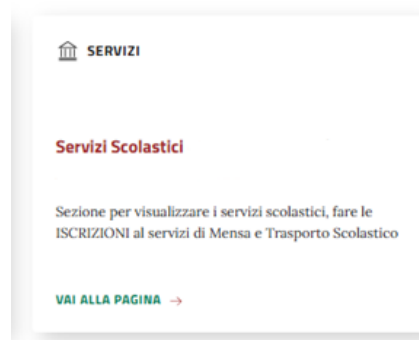 SERVIZI
Servizi Scolastici
Sezione per visualizzare i servizi scolastici, fare le
ISCRIZIONI al servizi di Mensa e Trasporto Scolastico
VAI ALLA PAGINA →